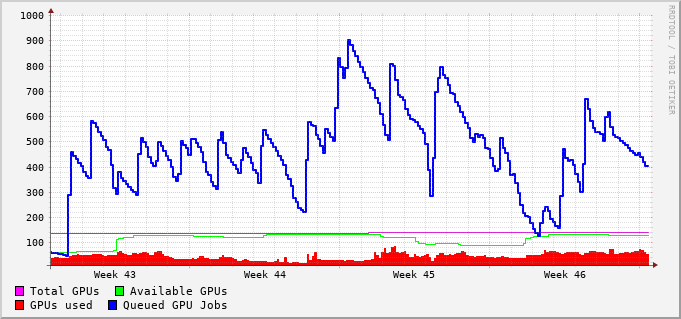 1000
900
800
700
600
500
400
300
200
100
Week 43 Week 44 Week 45 Week 46
Total GPUs Available GPUs
GPUs used Queued GPU Jobs
RRDTOOL / TOBI OETIKER